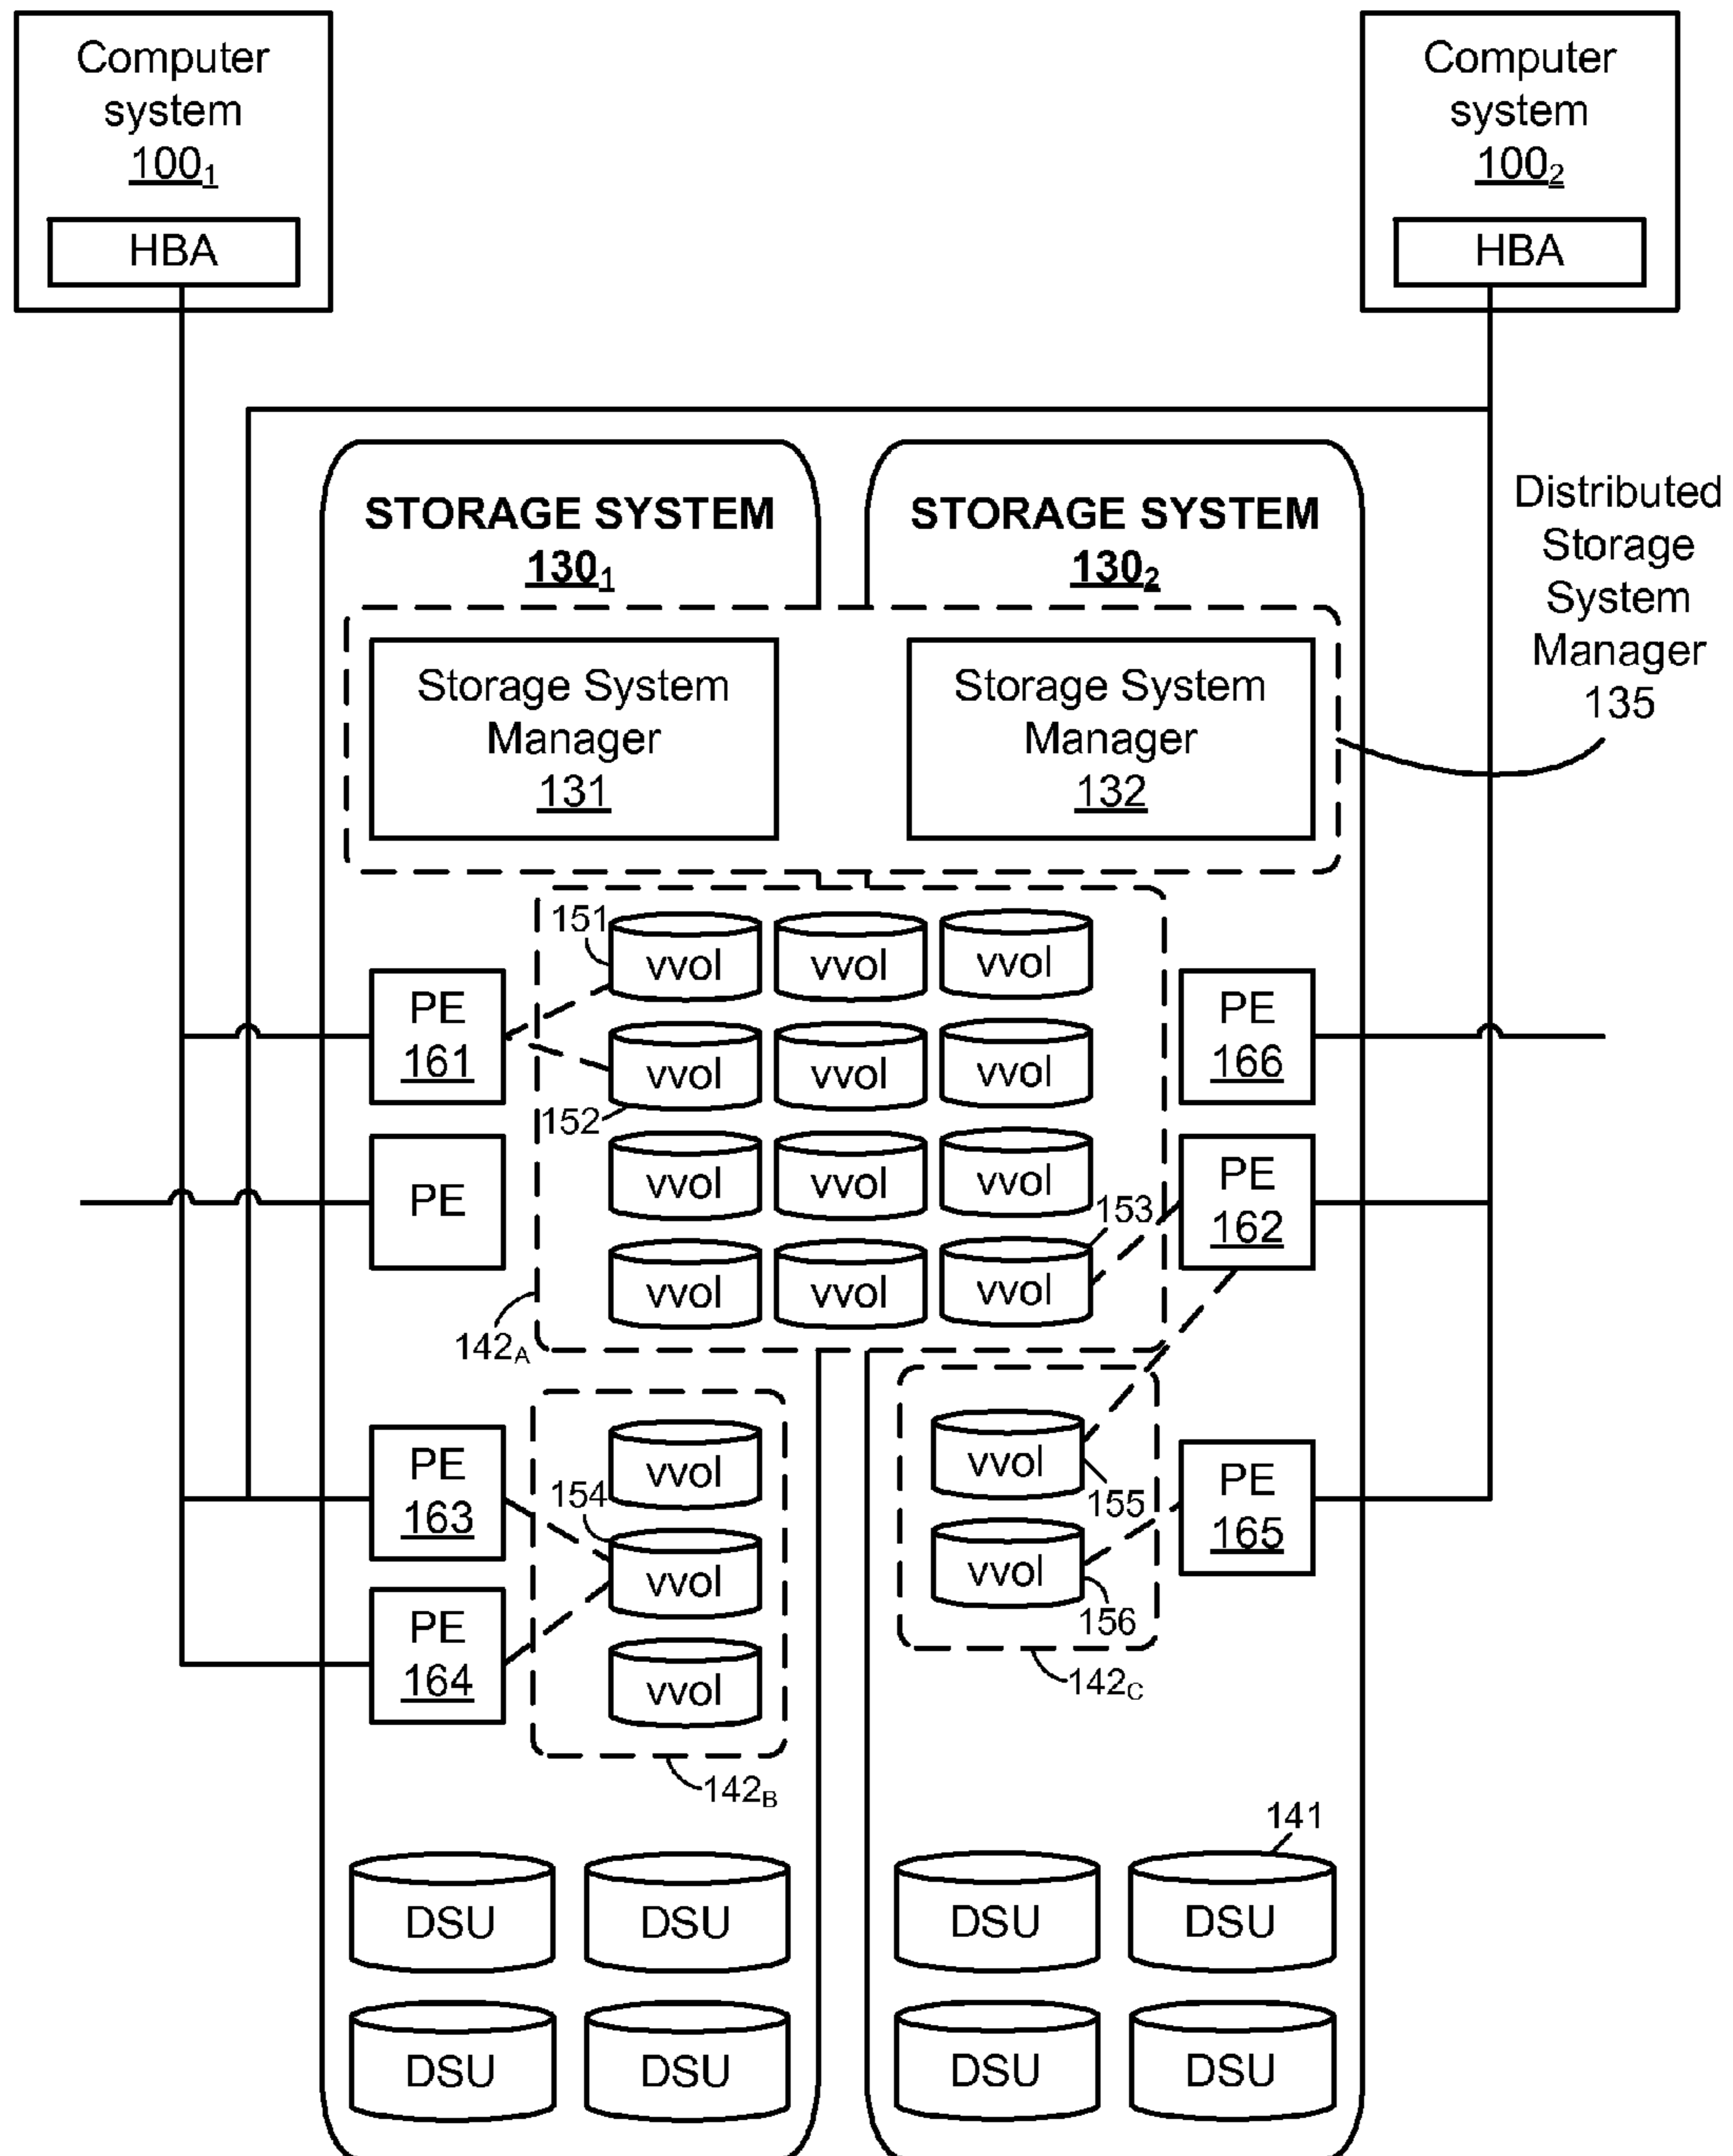 Computer
system
100₁
HBA
Computer
system
100₂
HBA
STORAGE SYSTEM
130₁
STORAGE SYSTEM
130₂
Distributed
Storage
System
Manager
135
Storage System
Manager
131
Storage System
Manager
132
151
vvol
vvol
vvol
PE
161
PE
166
vvol
vvol
vvol
152
PE
vvol
vvol
vvol
153
PE
162
vvol
vvol
vvol
142A
PE
163
154
vvol
vvol
vvol
PE
164
142B
vvol
155
vvol
156
PE
165
142C
141
DSU
DSU
DSU
DSU
DSU
DSU
DSU
DSU